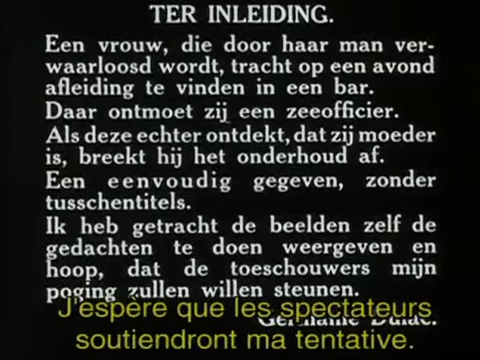 TER INLEIDING.
Een vrouw, die door haar man ver-
waarloosd wordt, tracht op een avond
afleiding te vinden in een bar.
Daar ontmoet zij een zeeofficier.
Als deze echter ontdekt, dat zij moeder
is, breekt hij het onderhoud af.
Een eenvoudig gegeven, zonder
tusschentitels.
Ik heb getracht de beelden zelf de
gedachten te doen weergeven en
hoop, dat de toeschouwers mijn
poging zullen willen steunen.
J'espère que les spectateurs
Germaine Dulac.
soutiendront ma tentative.